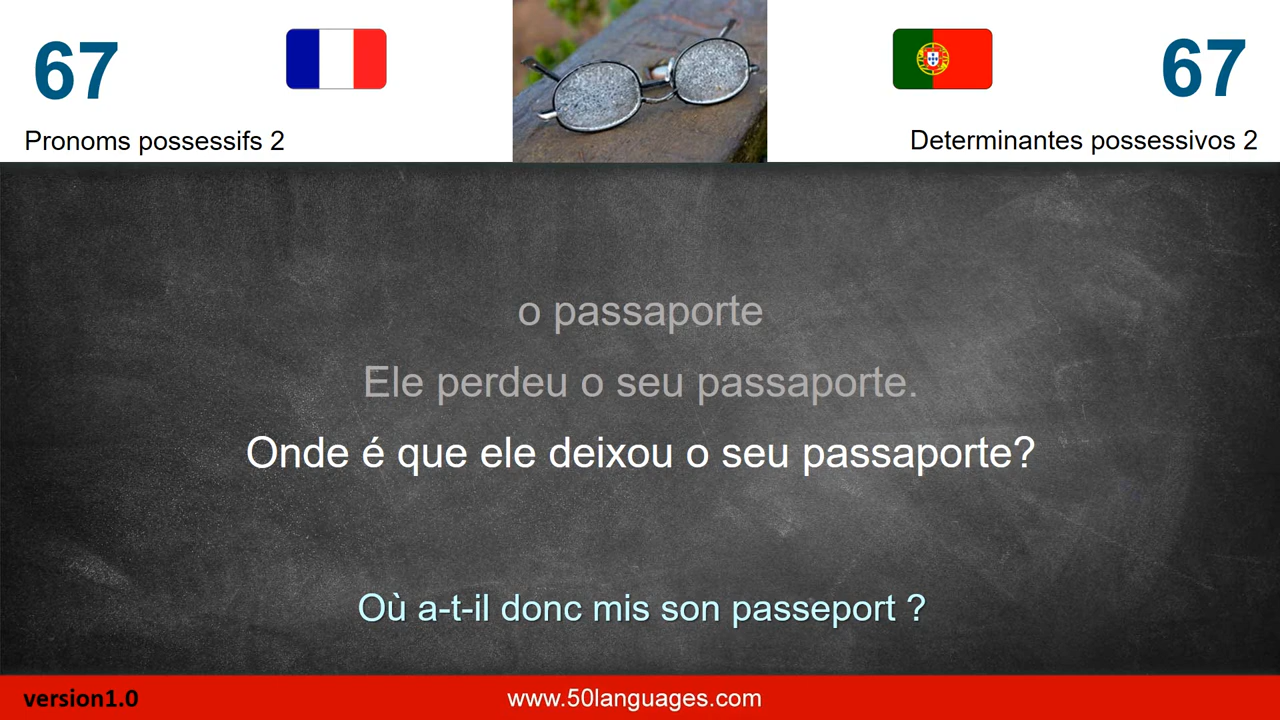 67
67
Pronoms possessifs 2
Determinantes possessivos 2
o passaporte
Ele perdeu o seu passaporte.
Onde é que ele deixou o seu passaporte?
Où a-t-il donc mis son passeport ?
version1.0
www.50languages.com